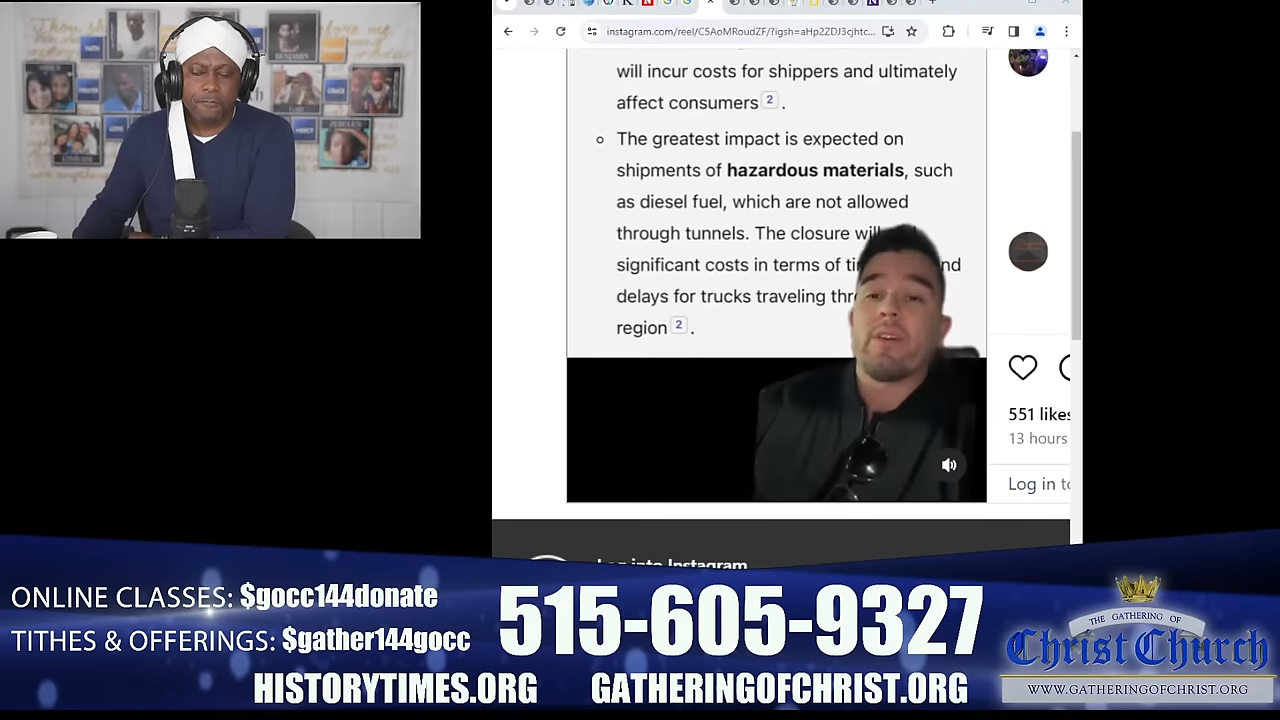 instagram.com/reel/C5AoMRoudZF/?igsh=aHp2ZDJ3cjhtc...
will incur costs for shippers and ultimately
affect consumers 2 .
The greatest impact is expected on
shipments of hazardous materials, such
as diesel fuel, which are not allowed
through tunnels. The closure will
significant costs in terms of
delays for trucks traveling
region 2 .
551 likes
13 hours
Log in to
Log into Instagram
ONLINE CLASSES: $gocc144donate
TITHES & OFFERINGS: $gather144gocc
515-605-9327
HISTORYTIMES.ORG GATHERINGOFCHRIST.ORG
THE GATHERING OF
Christ Church
WWW.GATHERINGOFCHRIST.ORG